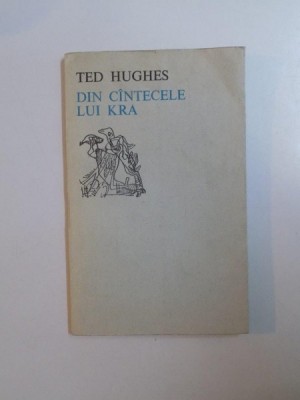 TED HUGHES
DIN CÎNTECELE
LUI KRA